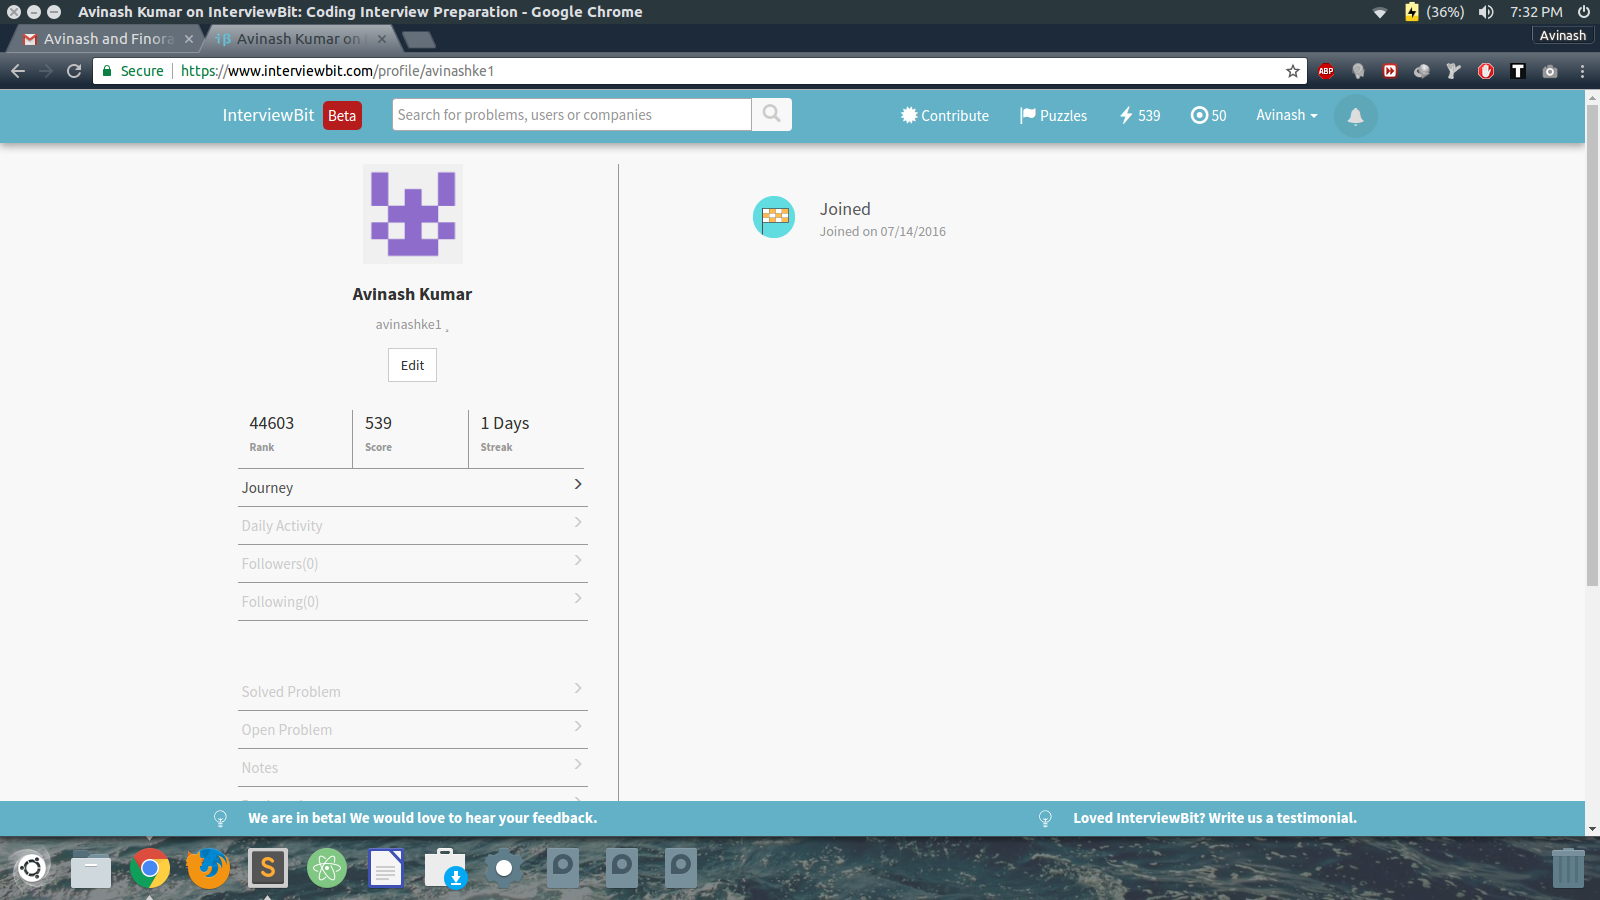 Avinash Kumar on InterviewBit: Coding Interview Preparation - Google Chrome
(36%) 7:32 PM
Avinash and Finora
iβ Avinash Kumar on
Avinash
Secure https://www.interviewbit.com/profile/avinashke1
ABP
T
InterviewBit Beta
Search for problems, users or companies
Contribute Puzzles 539 50 Avinash
Avinash Kumar
avinashke1
Edit
44603 539 1 Days
Rank Score Streak
Journey
Daily Activity
Followers(0)
Following(0)
Solved Problem
Open Problem
Notes
Joined
Joined on 07/14/2016
We are in beta! We would love to hear your feedback.
Loved InterviewBit? Write us a testimonial.
S